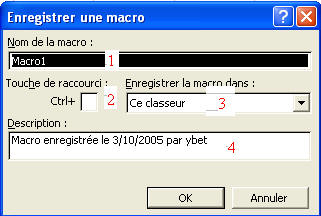 Enregistrer une macro
Nom de la macro :
Macro1 1
Touche de raccourci : Enregistrer la macro dans :
Ctrl+ 2 Ce classeur 3
Description :
Macro enregistrée le 3/10/2005 par ybet 4
OK Annuler